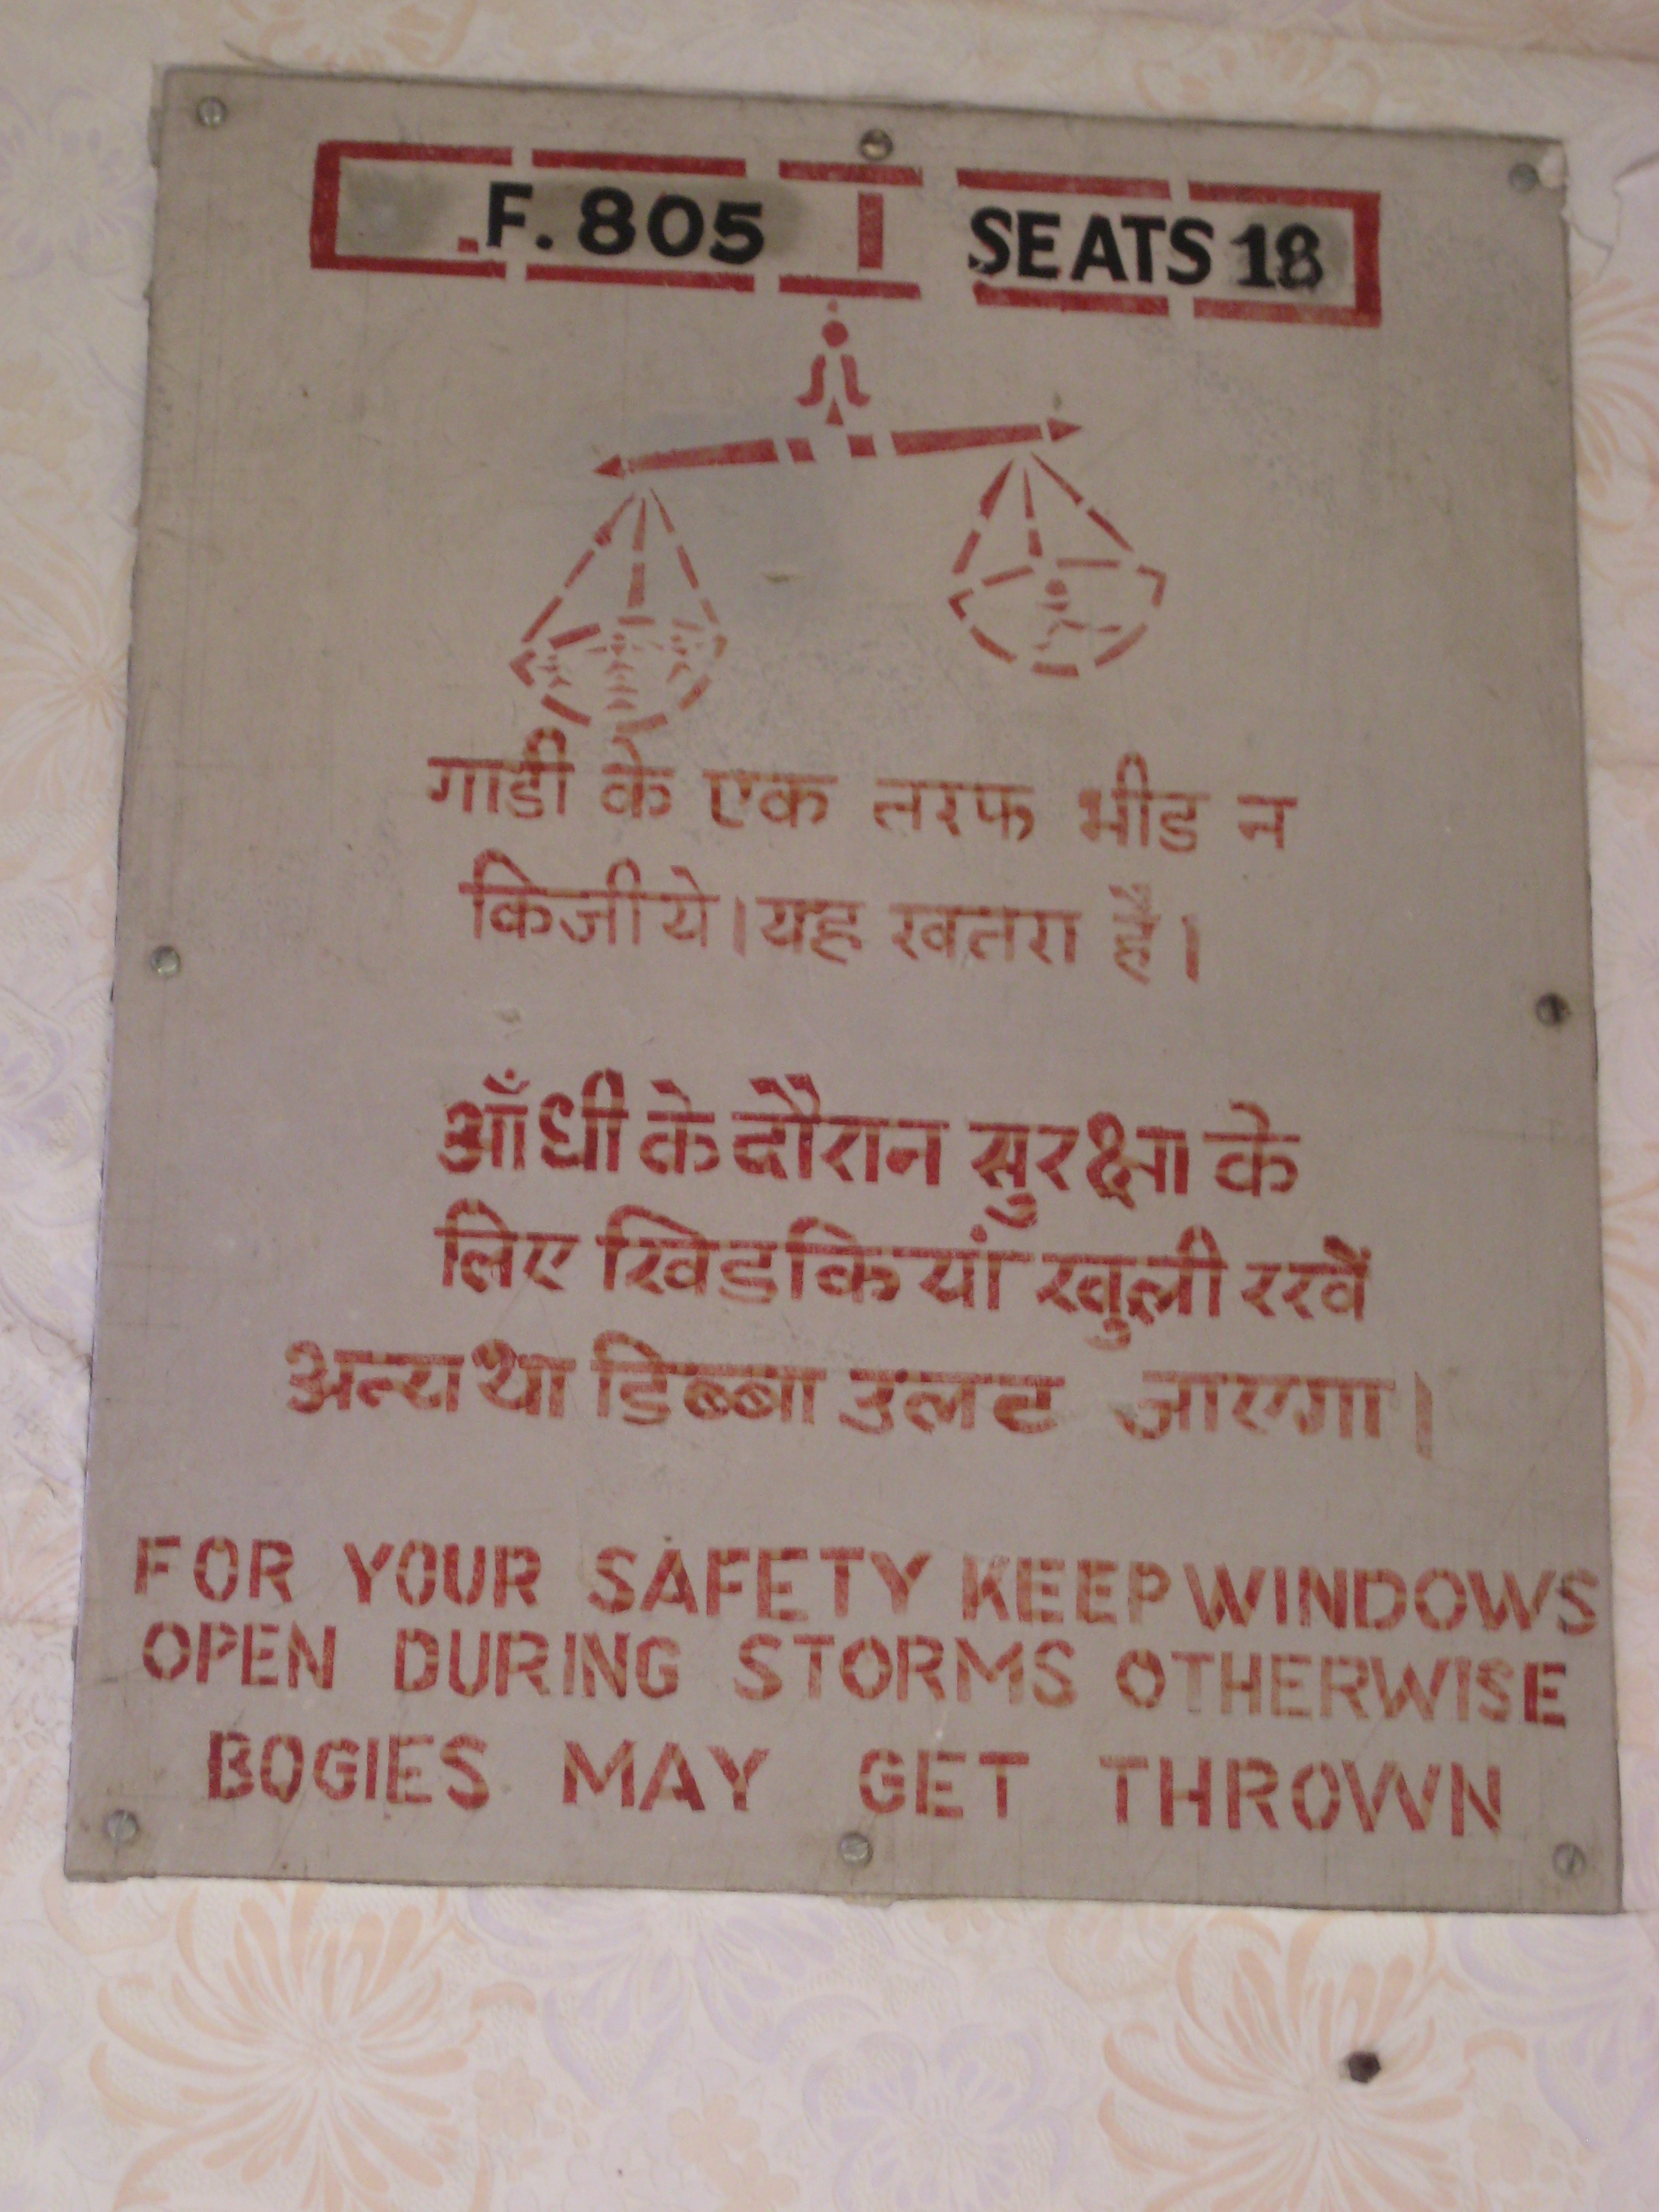 F. 805 SEATS 18
गाडी के एक तरफ भीड न
किजीये। यह खतरा है।
आँधी के दौरान सुरक्षा के
लिए खिडकियां खुली रखें
अन्यथा डिब्बा उलट जाएगा।
FOR YOUR SAFETY KEEP WINDOWS
OPEN DURING STORMS OTHERWISE
BOGIES MAY GET THROWN